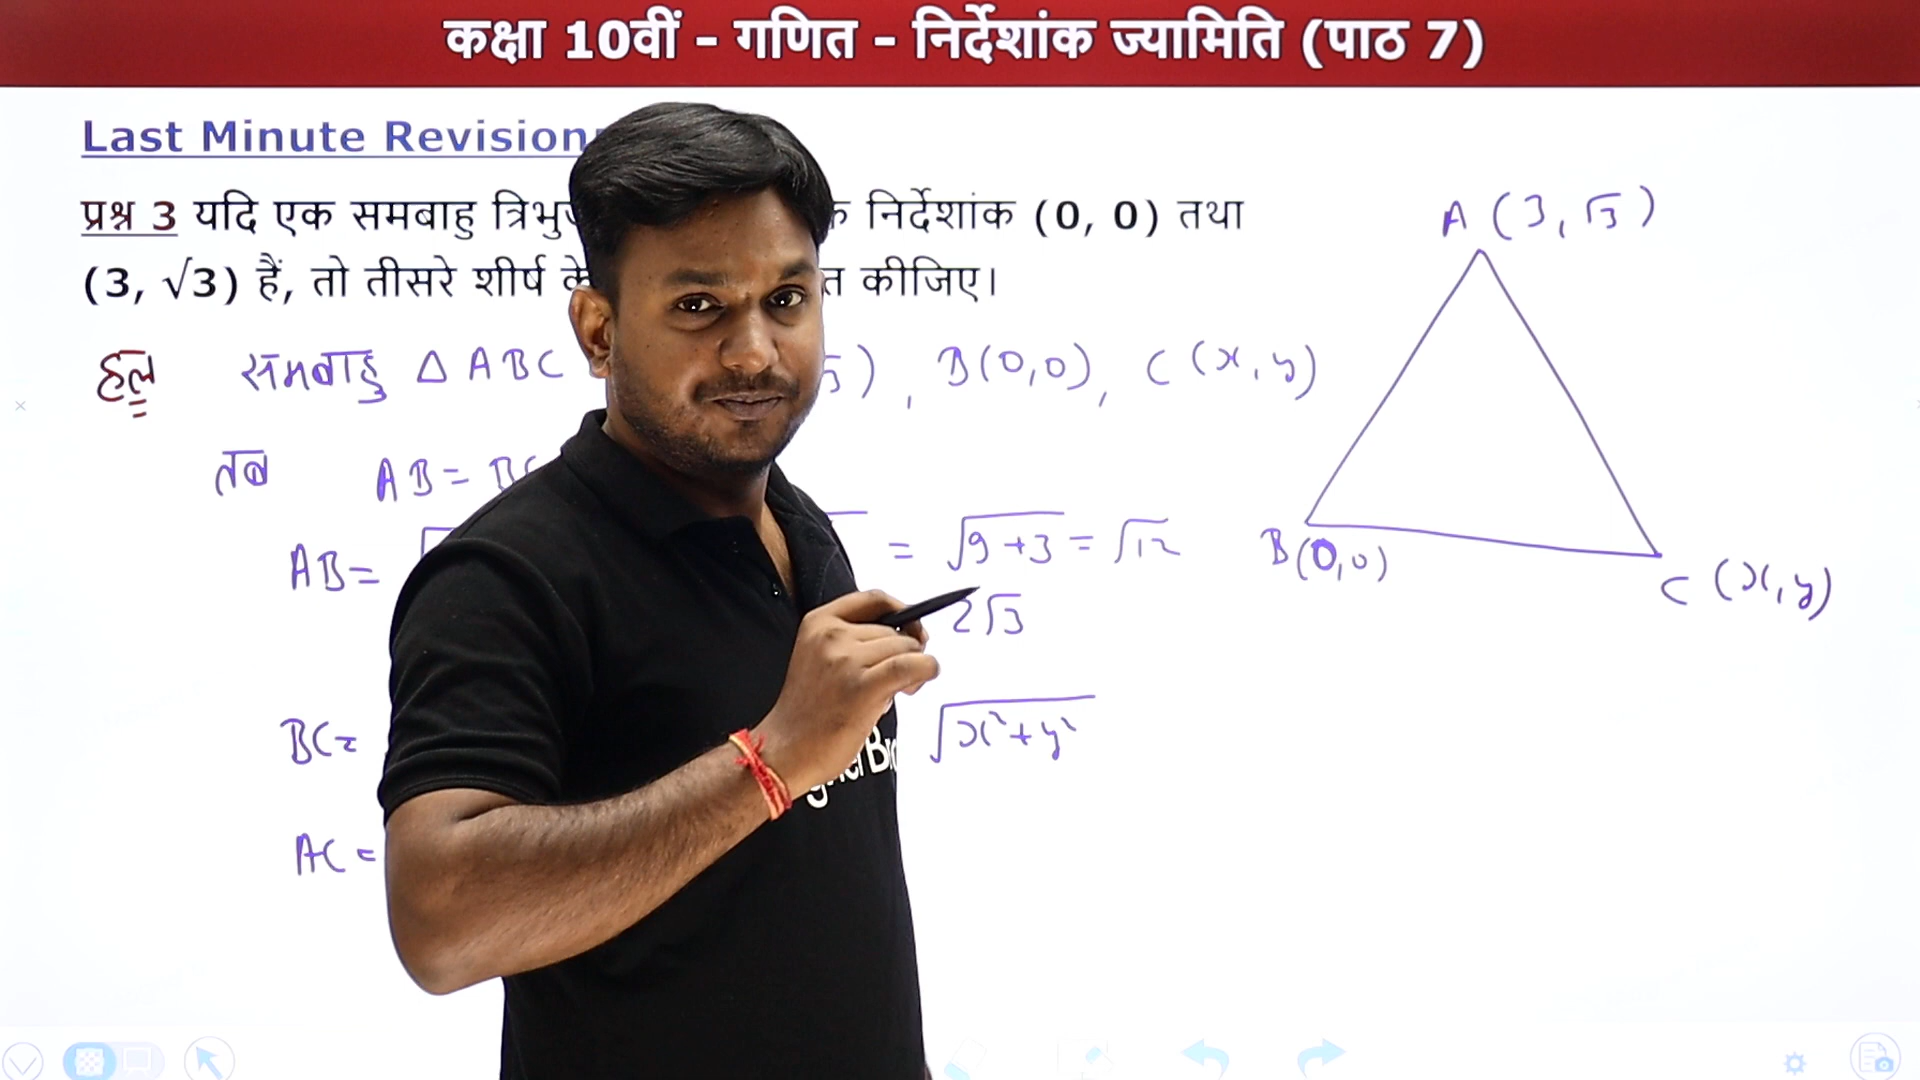 कक्षा 10वीं - गणित - निर्देशांक ज्यामिति (पाठ 7)
Last Minute Revision
प्रश्न 3 यदि एक समबाहु निर्देशांक (0, 0) तथा
(3, √3) हैं, तो तीसरे शीर्ष कीजिए।
हल समबाहु △ ABC , B(0,0), C(x,y)
तब AB =
AB= = √9+3 = √12
2√3
BC= √x²+y²
AC=
A (3, √3)
B(0,0)
C (x,y)